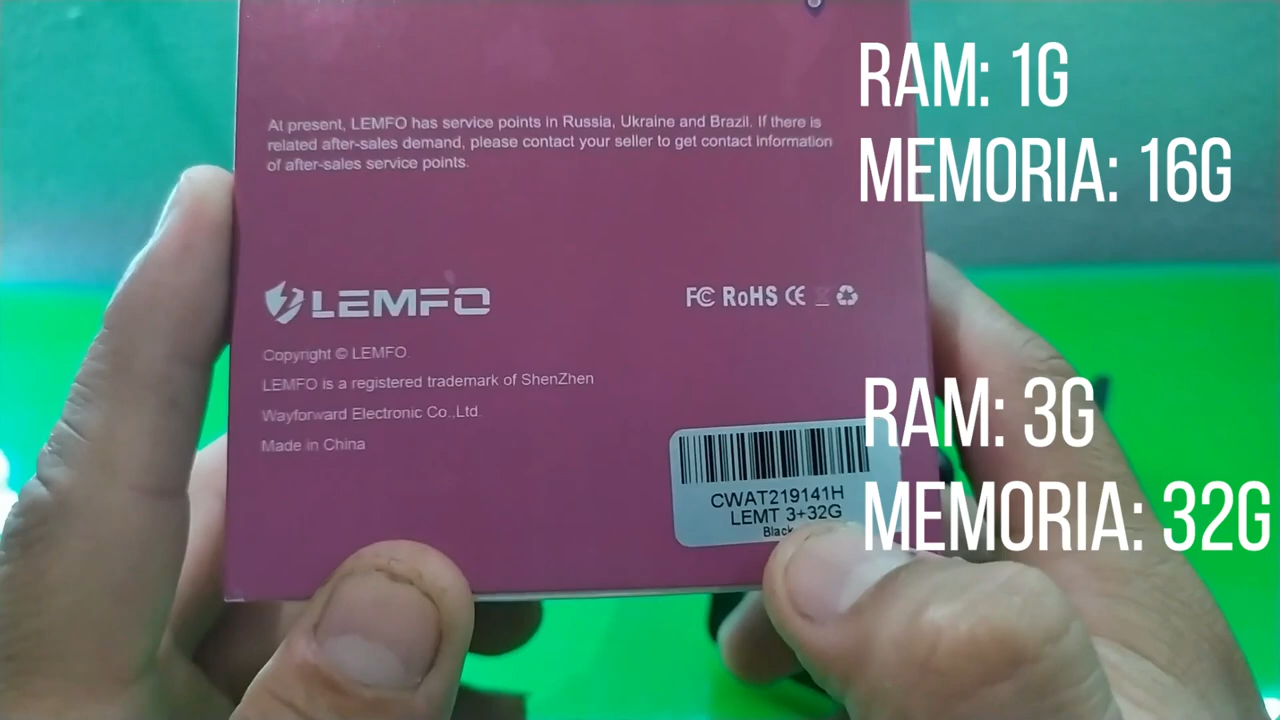 RAM: 1G
MEMORIA: 16G
At present, LEMFO has service points in Russia, Ukraine and Brazil. If there is
related after-sales demand, please contact your seller to get contact information
of after-sales service points.
LEMFO
FC RoHS CE
Copyright © LEMFO.
LEMFO is a registered trademark of ShenZhen
Wayforward Electronic Co.,Ltd.
Made in China
RAM: 3G
MEMORIA: 32G
CWAT219141H
LEMT 3+32G
Black